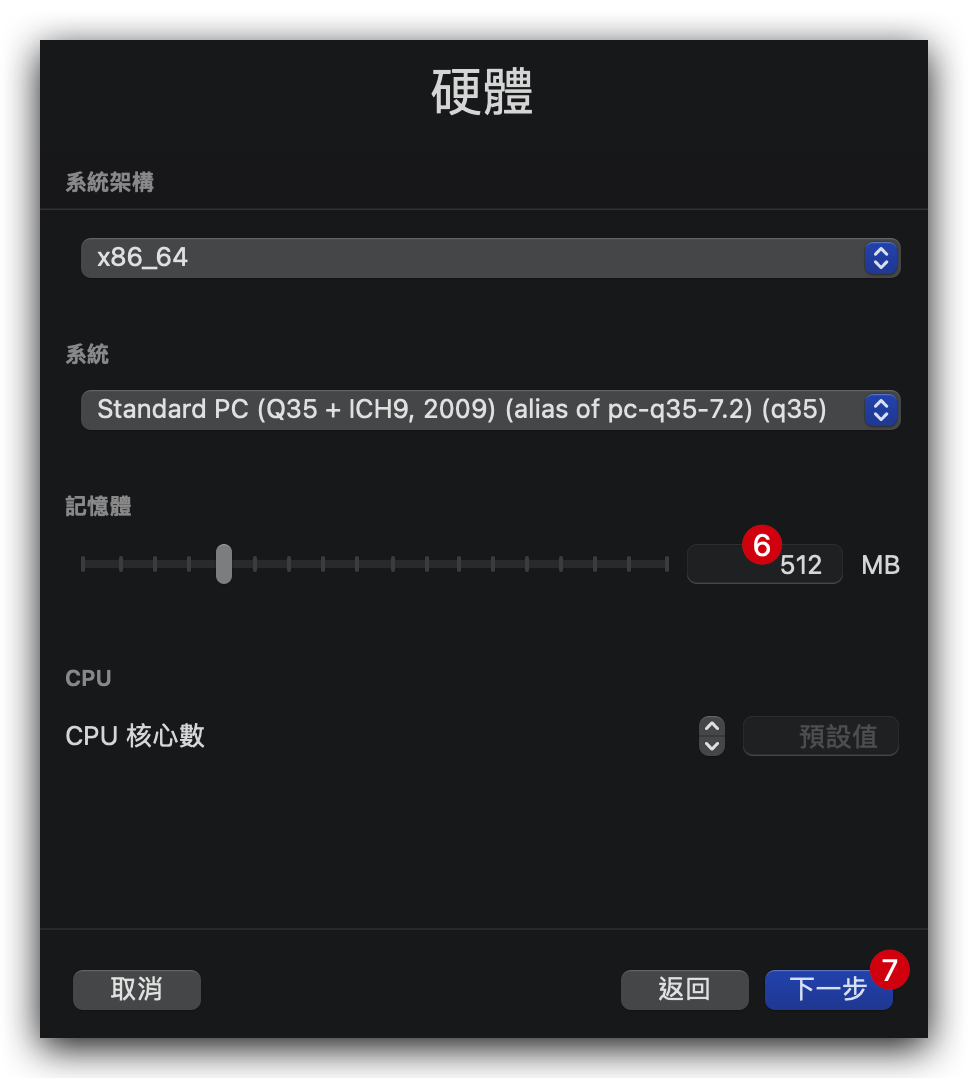 硬體
系統架構
x86_64
系統
Standard PC (Q35 + ICH9, 2009) (alias of pc-q35-7.2) (q35)
記憶體
6
512 MB
CPU
CPU 核心數 預設值
取消 返回 下一步 7